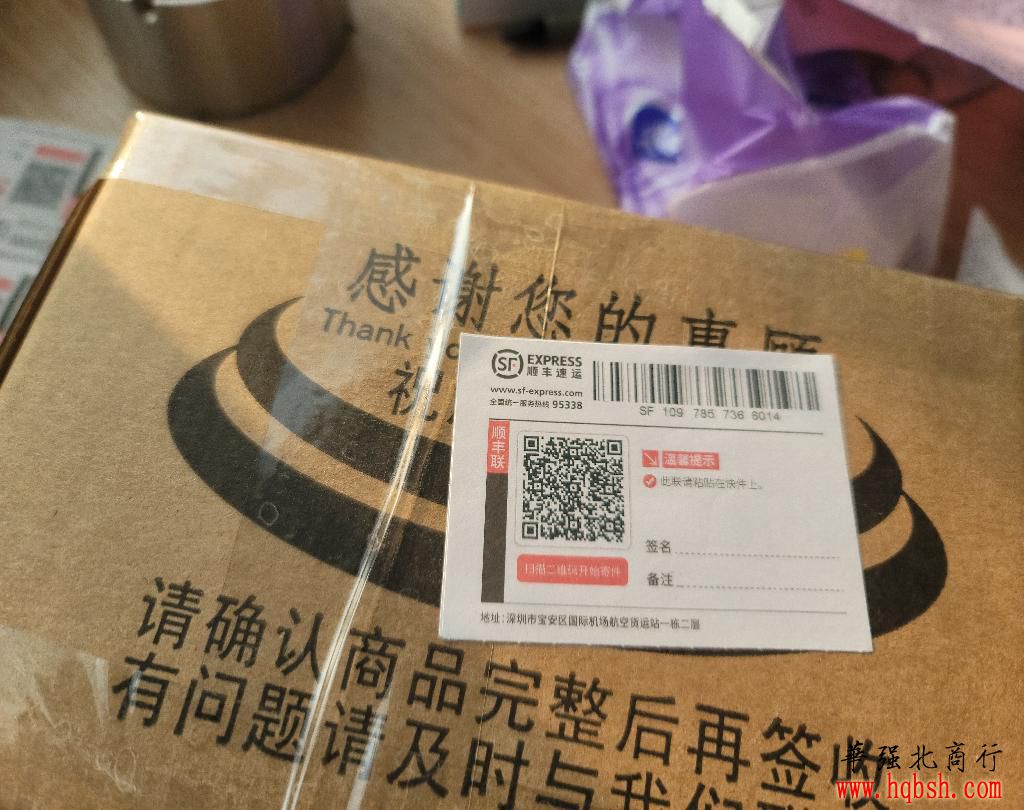 感谢您的惠顾
Thank
祝
SF EXPRESS
顺丰速运
www.sf-express.com
全国统一服务热线 95338
SF 109 785 736 6014
顺丰联
温馨提示
此联请粘贴在快件上。
扫描二维码开始寄件
签名
备注
地址:深圳市宝安区国际机场航空货运站一栋二层
请确认商品完整后再签收
有问题请及时与我们
華强北商行
www.hqbsh.com